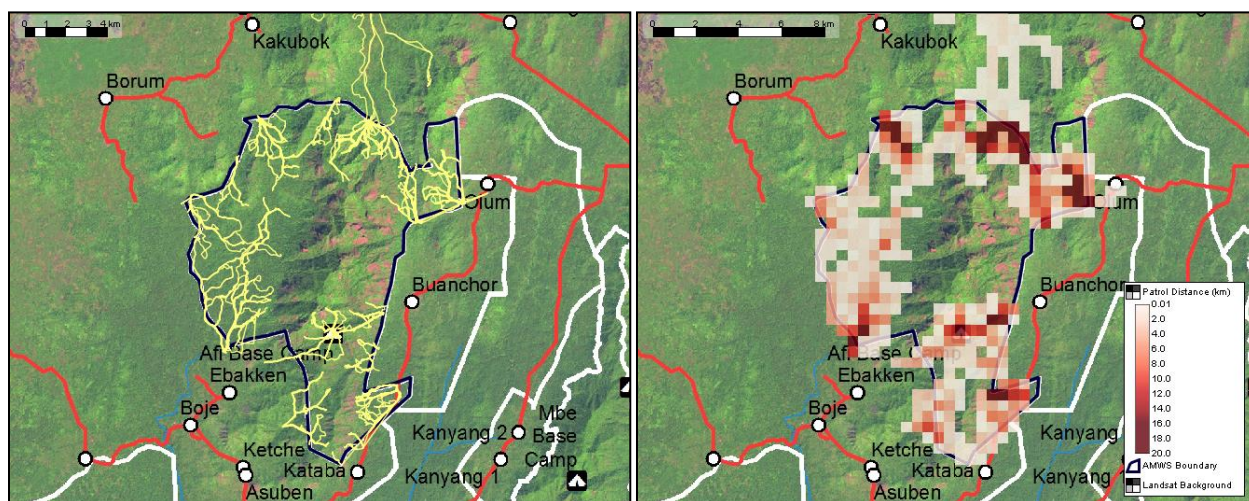 0 1 2 3 4 km
Kakubok
Borum
Olum
Buanchor
Afi Base Camp
Ebakken
Boje
Ketche
Kataba
Asuben
Kanyang 2
Kanyang 1
Mbe
Base
Camp
0 2 4 6 8 km
Kakubok
Borum
Olum
Buanchor
Afi Base Camp
Ebakken
Boje
Ketche
Kataba
Asuben
Kanyang
Kanyang 1
Patrol Distance (km)
0.01
2.0
4.0
6.0
8.0
10.0
12.0
14.0
16.0
18.0
20.0
AMWS Boundary
Landsat Background